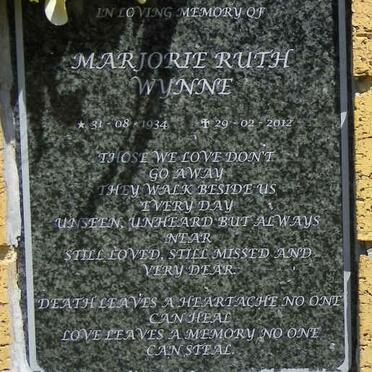 IN LOVING MEMORY OF
MARJORIE RUTH
WYNNE
★ 31 - 08 - 1934 ✝ 29 - 02 - 2012
THOSE WE LOVE DON'T
GO AWAY
THEY WALK BESIDE US
EVERY DAY
UNSEEN, UNHEARD BUT ALWAYS
NEAR
STILL LOVED, STILL MISSED AND
VERY DEAR.
DEATH LEAVES A HEARTACHE NO ONE
CAN HEAL
LOVE LEAVES A MEMORY NO ONE
CAN STEAL.